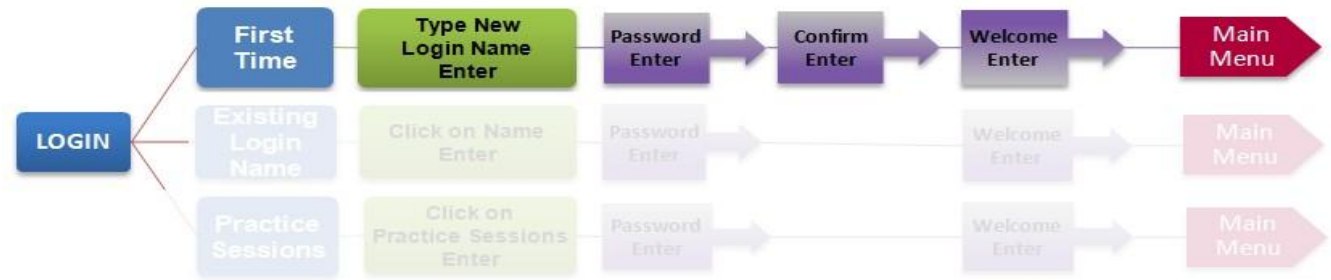 First
Time
Type New
Login Name
Enter
Password
Enter
Confirm
Enter
Welcome
Enter
Main
Menu
LOGIN
Existing
Login
Name
Click on Name
Enter
Password
Enter
Welcome
Enter
Main
Menu
Practice
Sessions
Click on
Practice Sessions
Enter
Password
Enter
Welcome
Enter
Main
Menu